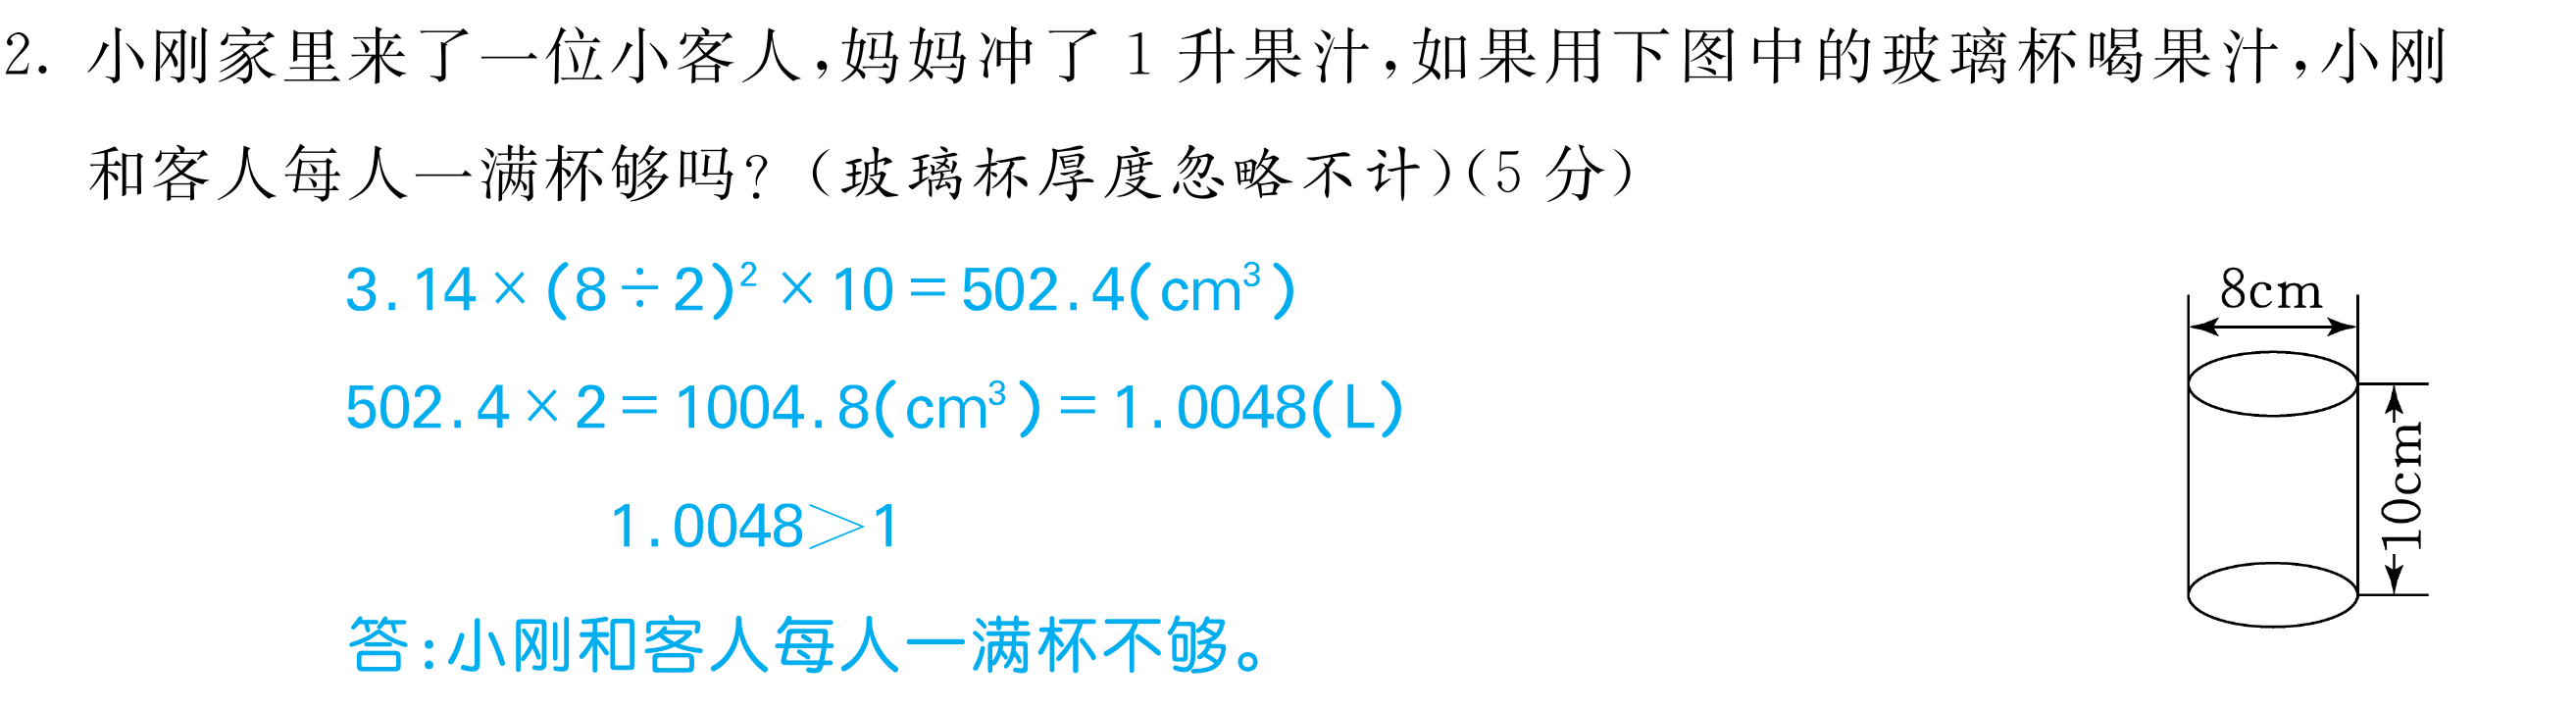 2. 小刚家里来了一位小客人,妈妈冲了 1 升果汁,如果用下图中的玻璃杯喝果汁,小刚
和客人每人一满杯够吗?(玻璃杯厚度忽略不计)(5 分)
3.14×(8÷2)²×10=502.4(cm³)
502.4×2=1004.8(cm³)=1.0048(L)
1.0048>1
答:小刚和客人每人一满杯不够。
8cm
10cm